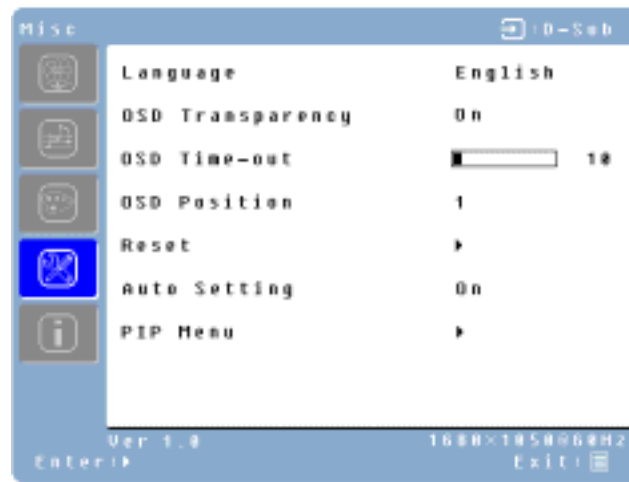 Misc :D-Sub
Language English
OSD Transparency On
OSD Time-out 10
OSD Position 1
Reset
Auto Setting On
PIP Menu
Ver 1.0 1680×1050@60Hz
Enter: Exit: